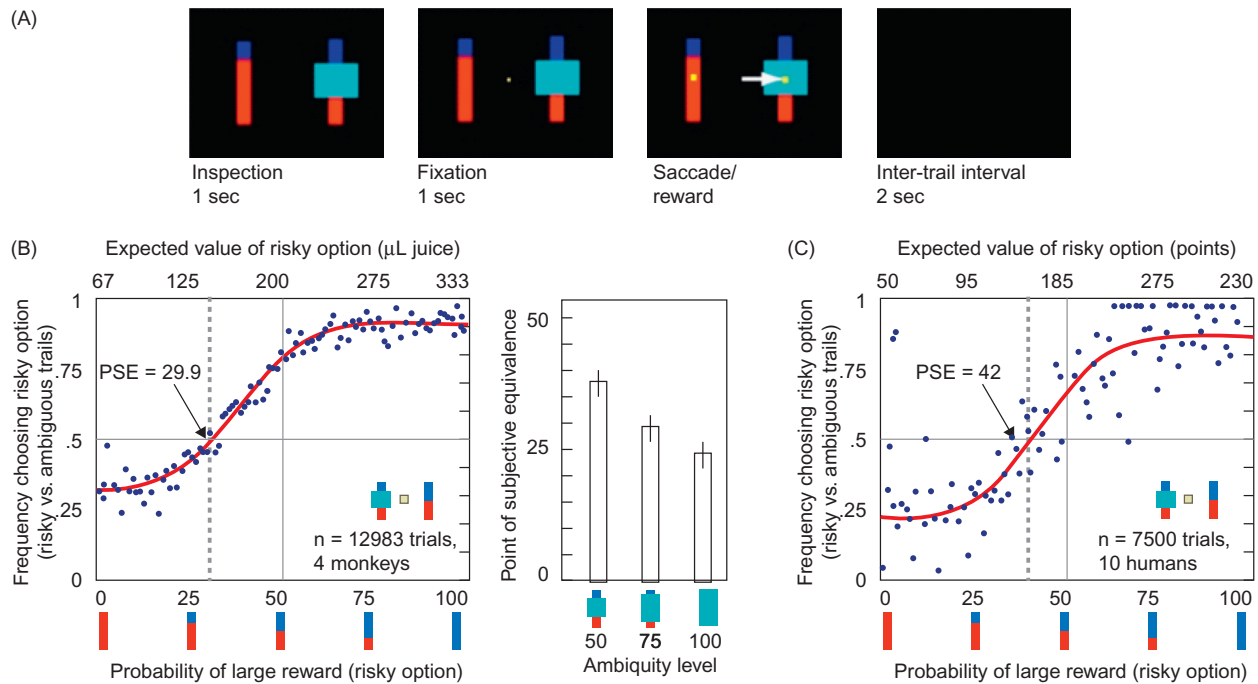 (A)
Inspection
1 sec
Fixation
1 sec
Saccade/
reward
Inter-trail interval
2 sec
(B)
Expected value of risky option (μL juice)
67 125 150 200 275 333
Frequency choosing risky option
(risky vs. ambiguous trails)
1
.75
.5
.25
0
PSE = 29.9
n = 12983 trials,
4 monkeys
0 25 50 75 100
Probability of large reward (risky option)
Point of subjective equivalence
50
25
0
50 75 100
Ambiquity level
(C)
Expected value of risky option (points)
50 95 145 185 275 230
Frequency choosing risky option
(risky vs. ambiguous trails)
1
.75
.5
.25
0
PSE = 42
n = 7500 trials,
10 humans
0 25 50 75 100
Probability of large reward (risky option)